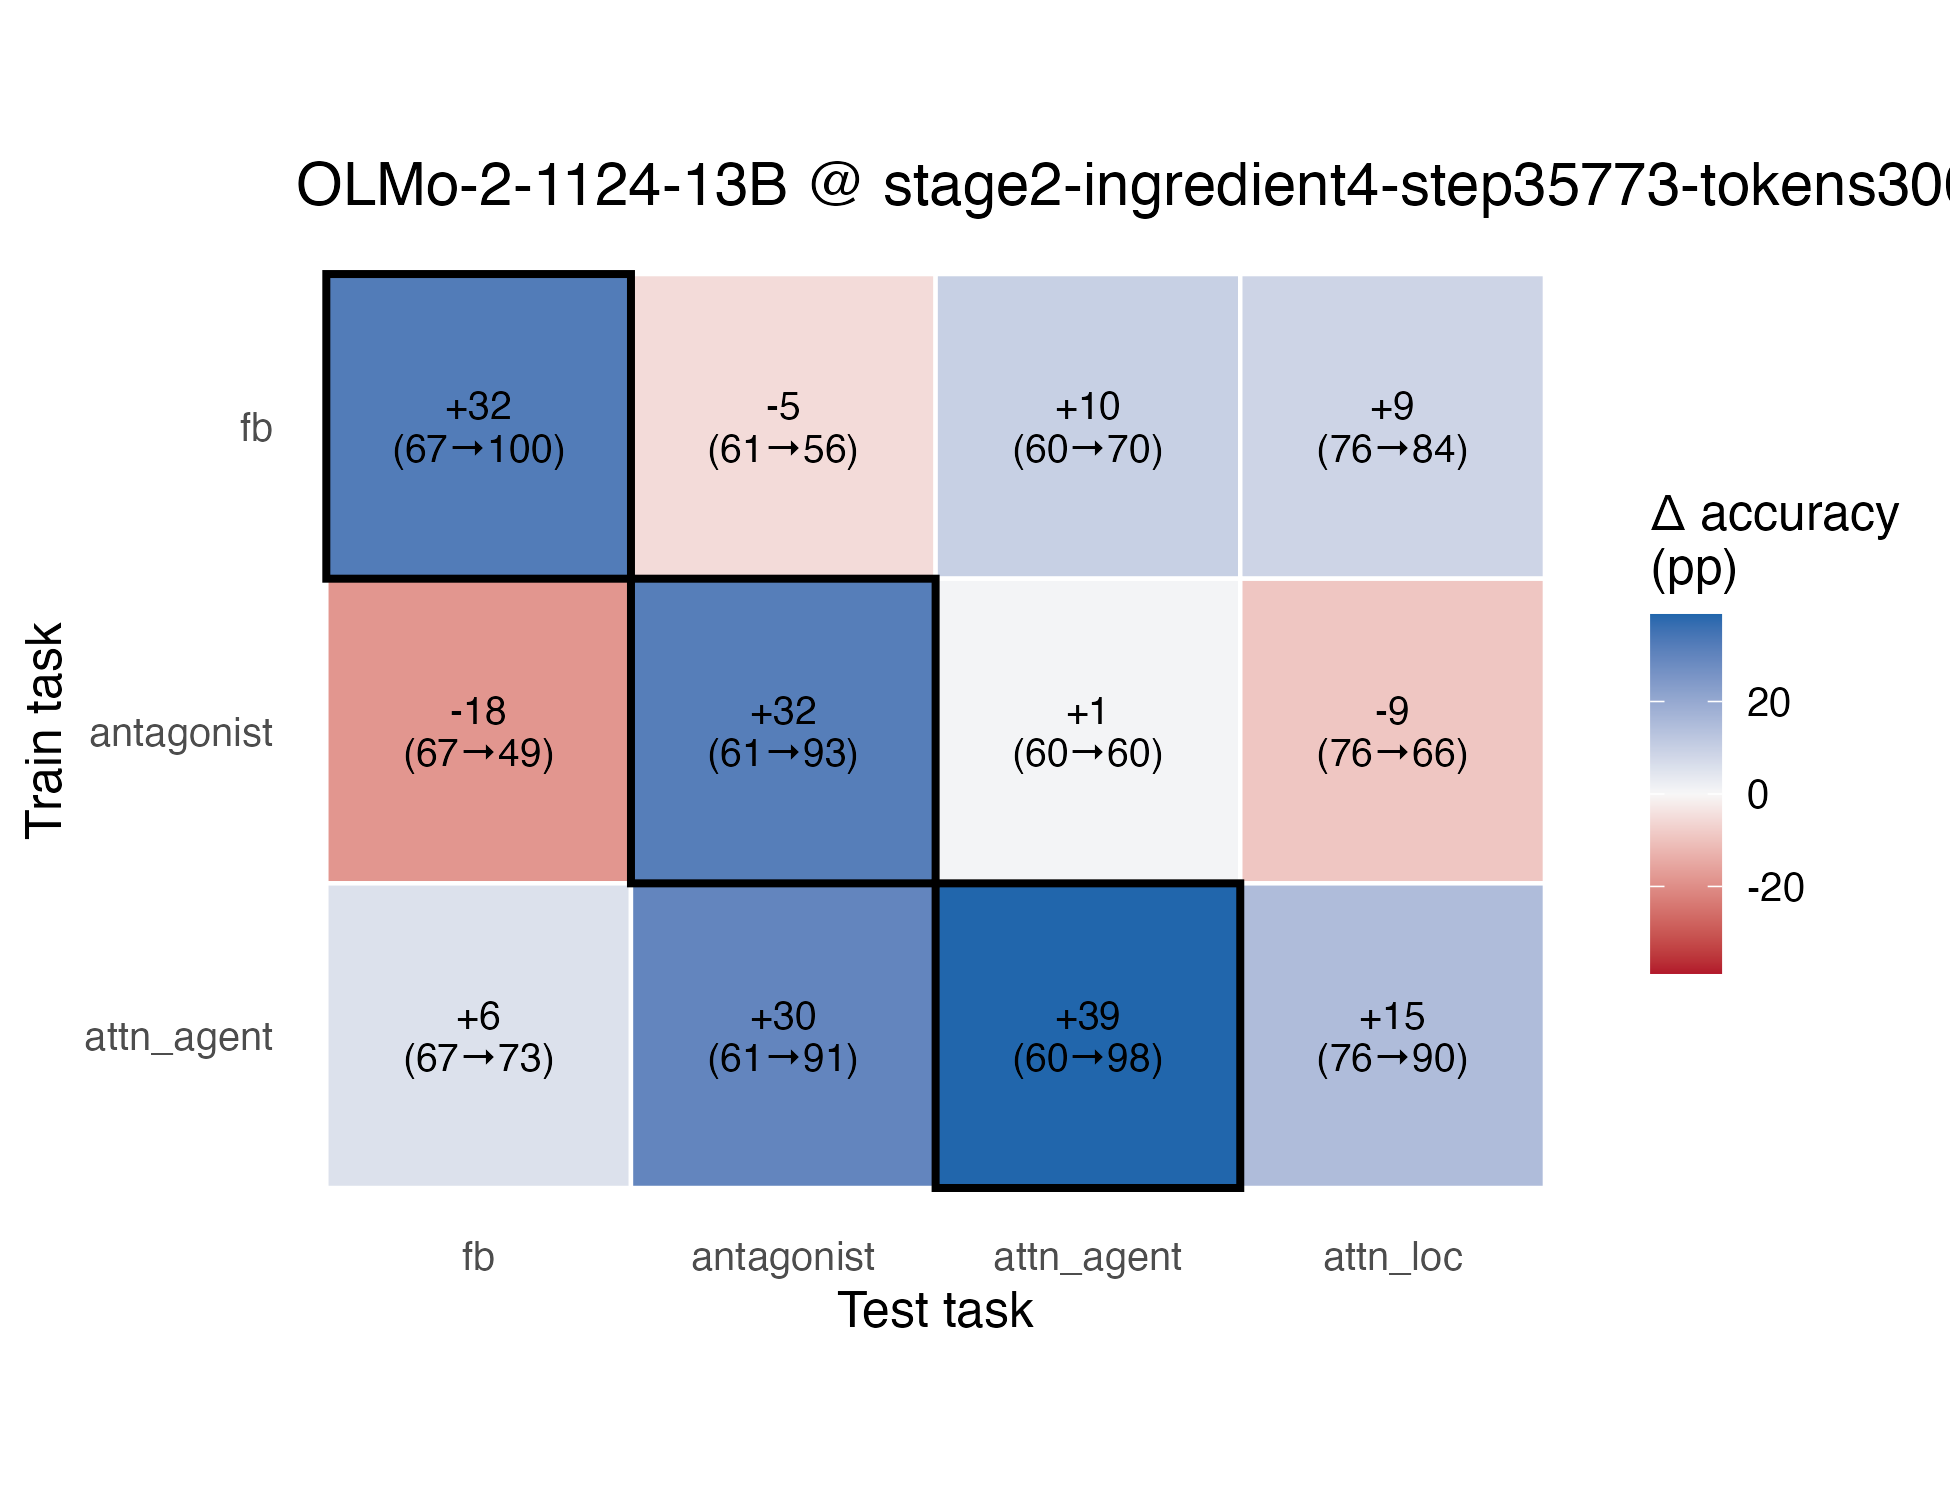 OLMo-2-1124-13B @ stage2-ingredient4-step35773-tokens300
Train task
fb
+32
(67→100)
-5
(61→56)
+10
(60→70)
+9
(76→84)
antagonist
-18
(67→49)
+32
(61→93)
+1
(60→60)
-9
(76→66)
attn_agent
+6
(67→73)
+30
(61→91)
+39
(60→98)
+15
(76→90)
fb
antagonist
attn_agent
attn_loc
Test task
Δ accuracy
(pp)
20
0
-20